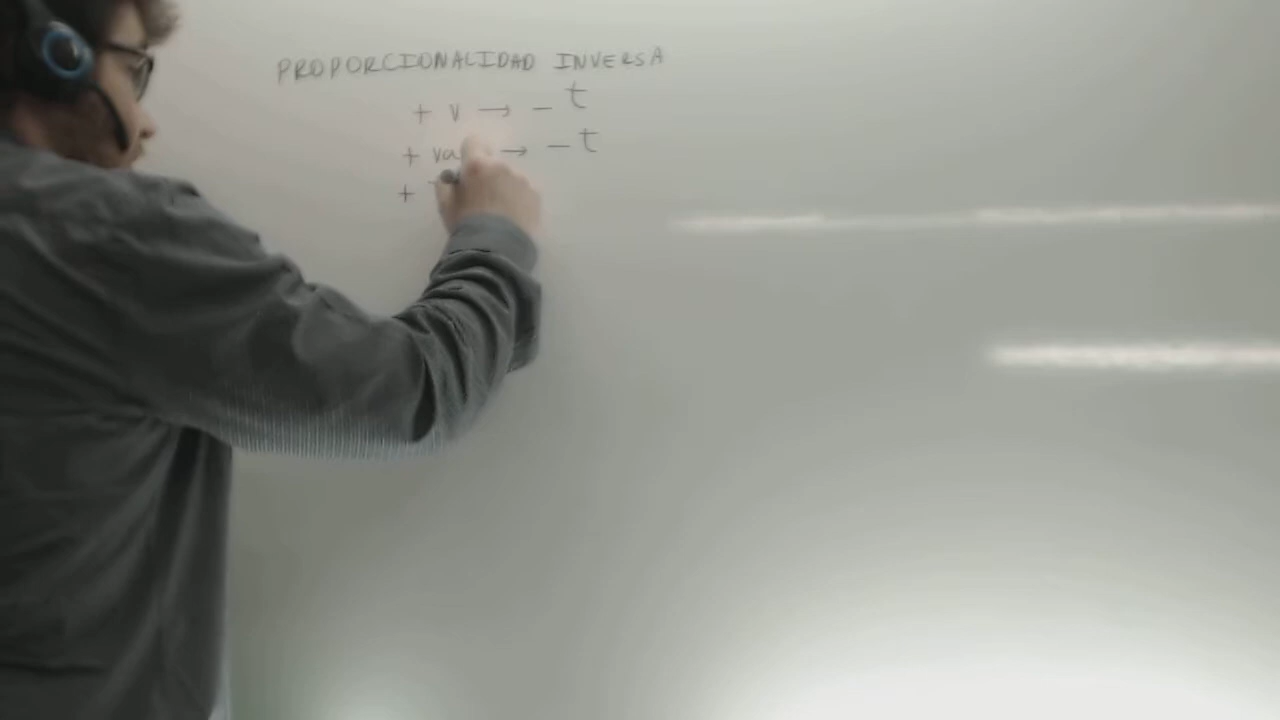 PROPORCIONALIDAD INVERSA
+ v → - t
+ → - t
+